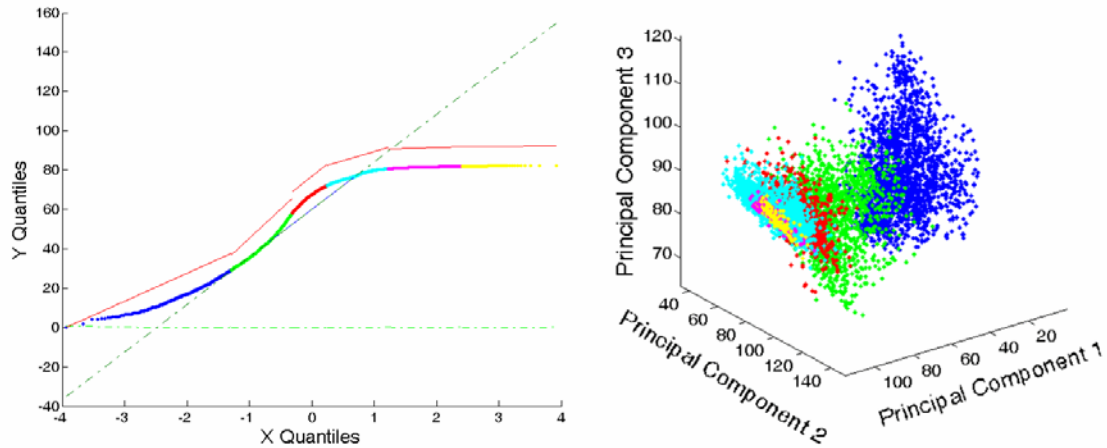 160
140
120
100
80
60
40
20
0
-20
-40
Y Quantiles
-4 -3 -2 -1 0 1 2 3 4
X Quantiles
120
110
100
90
80
70
Principal Component 3
40 60 80 100 120 140
Principal Component 2
100 80 60 40 20
Principal Component 1